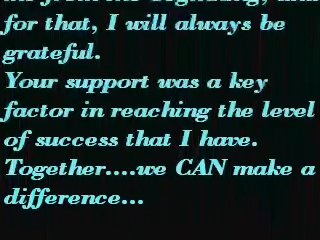 for that, I will always be
grateful.
Your support was a key
factor in reaching the level
of success that I have.
Together....we CAN make a
difference...